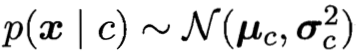 p(𝒙 | c) ∼ 𝒩(𝝁_c, 𝝈_c^2)